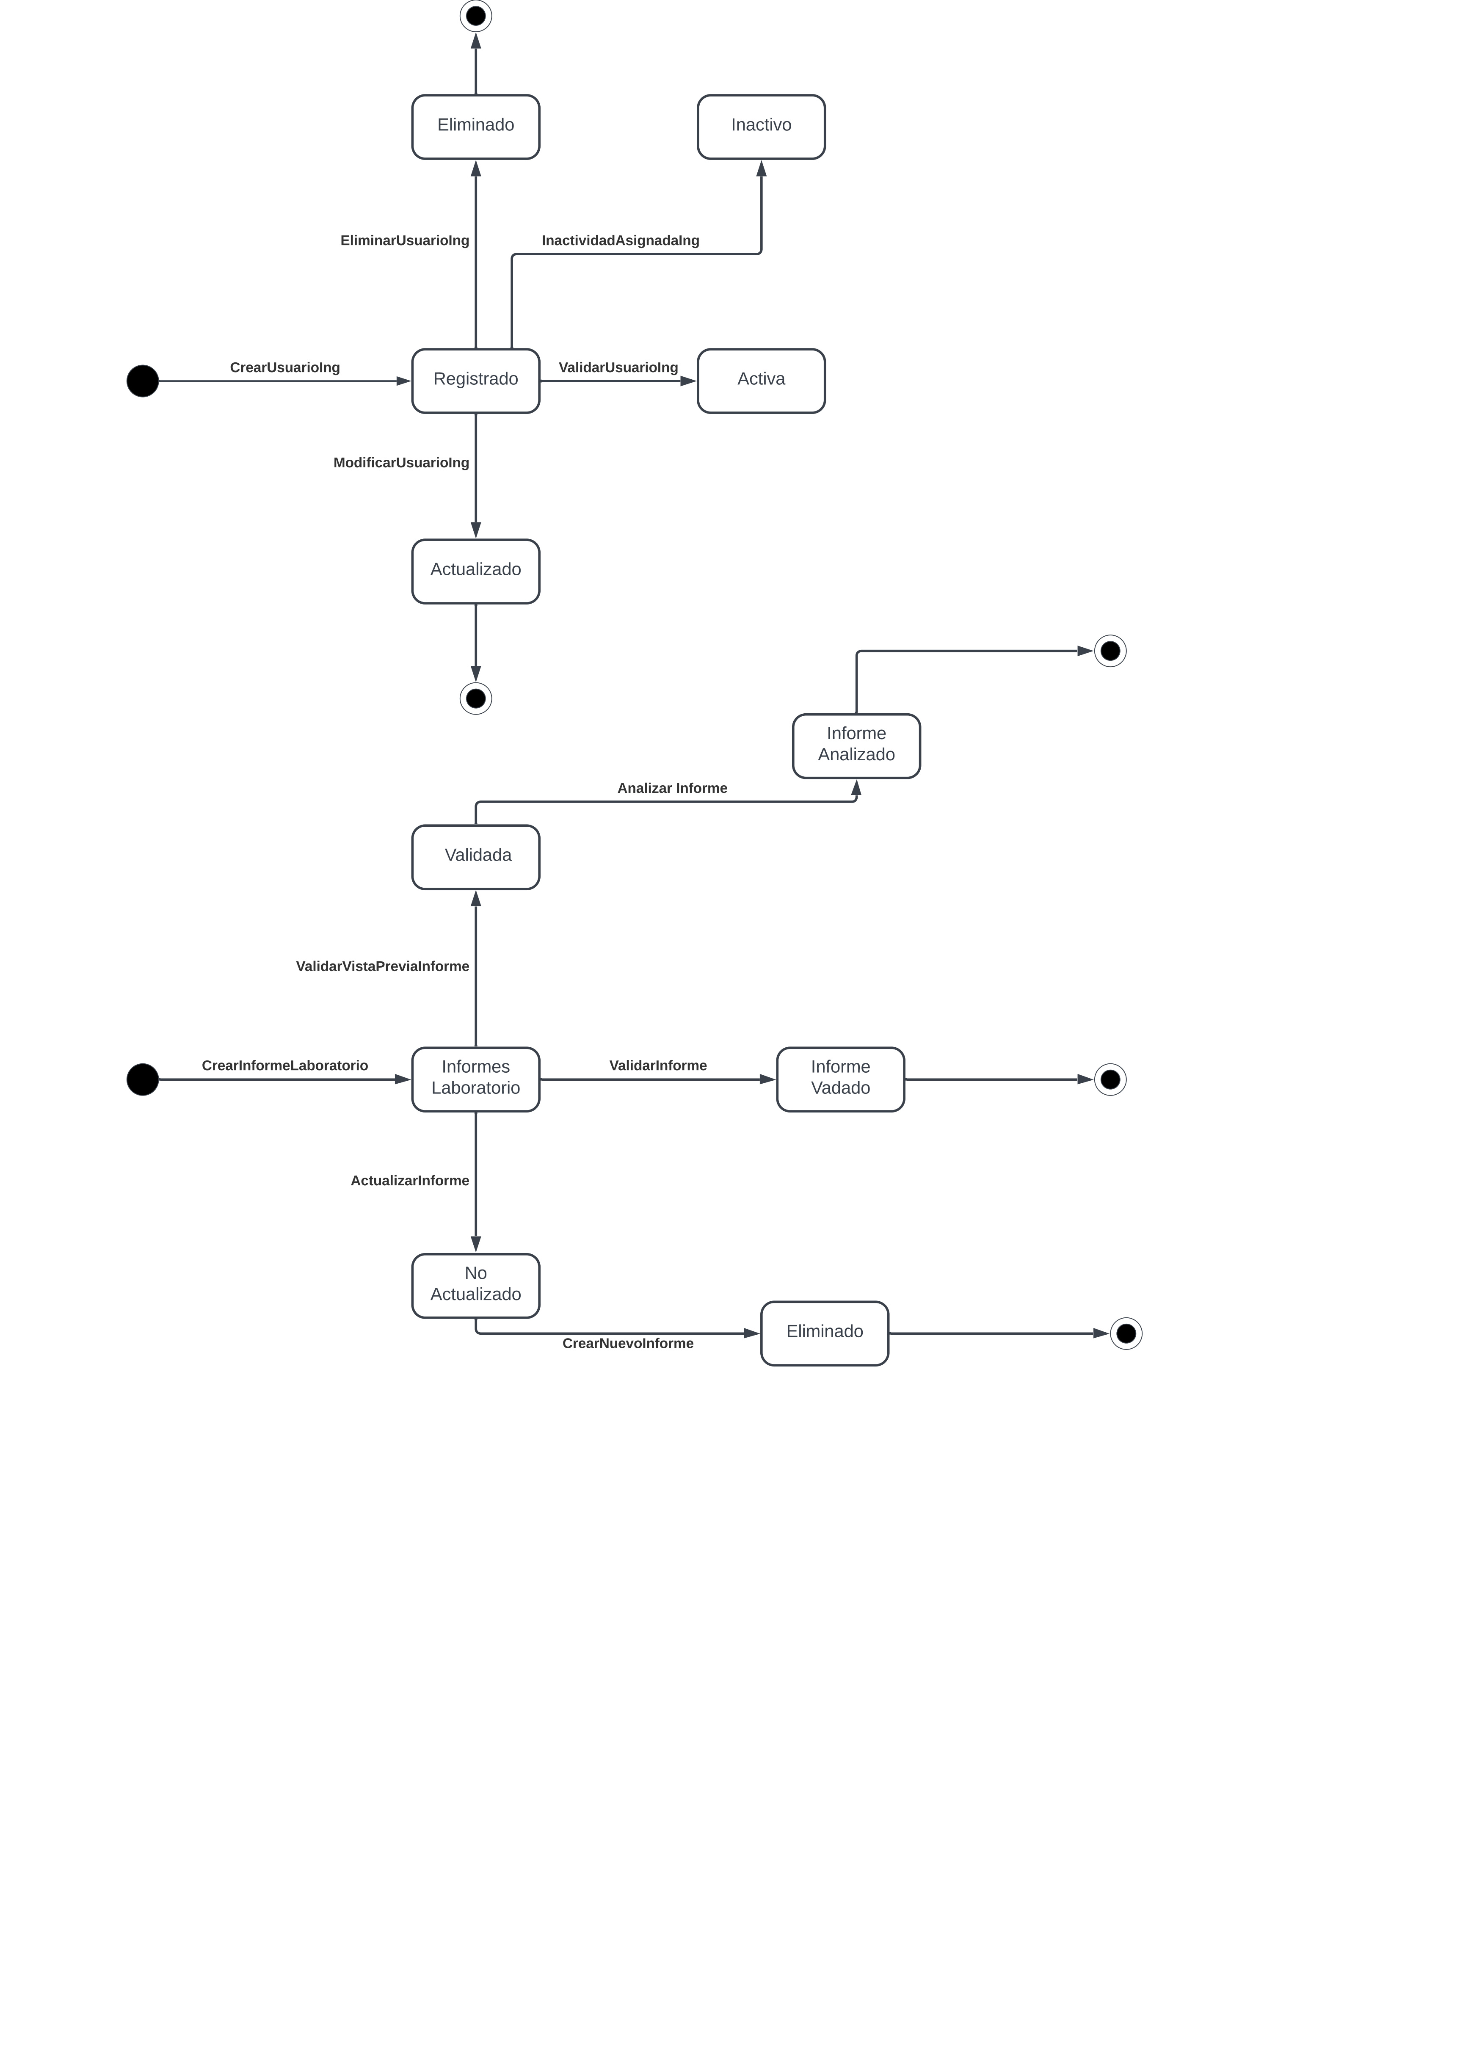 Eliminado
Inactivo
EliminarUsuarioIng
InactividadAsignadaIng
CrearUsuarioIng
Registrado
ValidarUsuarioIng
Activa
ModificarUsuarioIng
Actualizado
Informe
Analizado
Analizar Informe
Validada
ValidarVistaPreviaInforme
CrearInformeLaboratorio
Informes
Laboratorio
ValidarInforme
Informe
Vadado
ActualizarInforme
No
Actualizado
CrearNuevoInforme
Eliminado